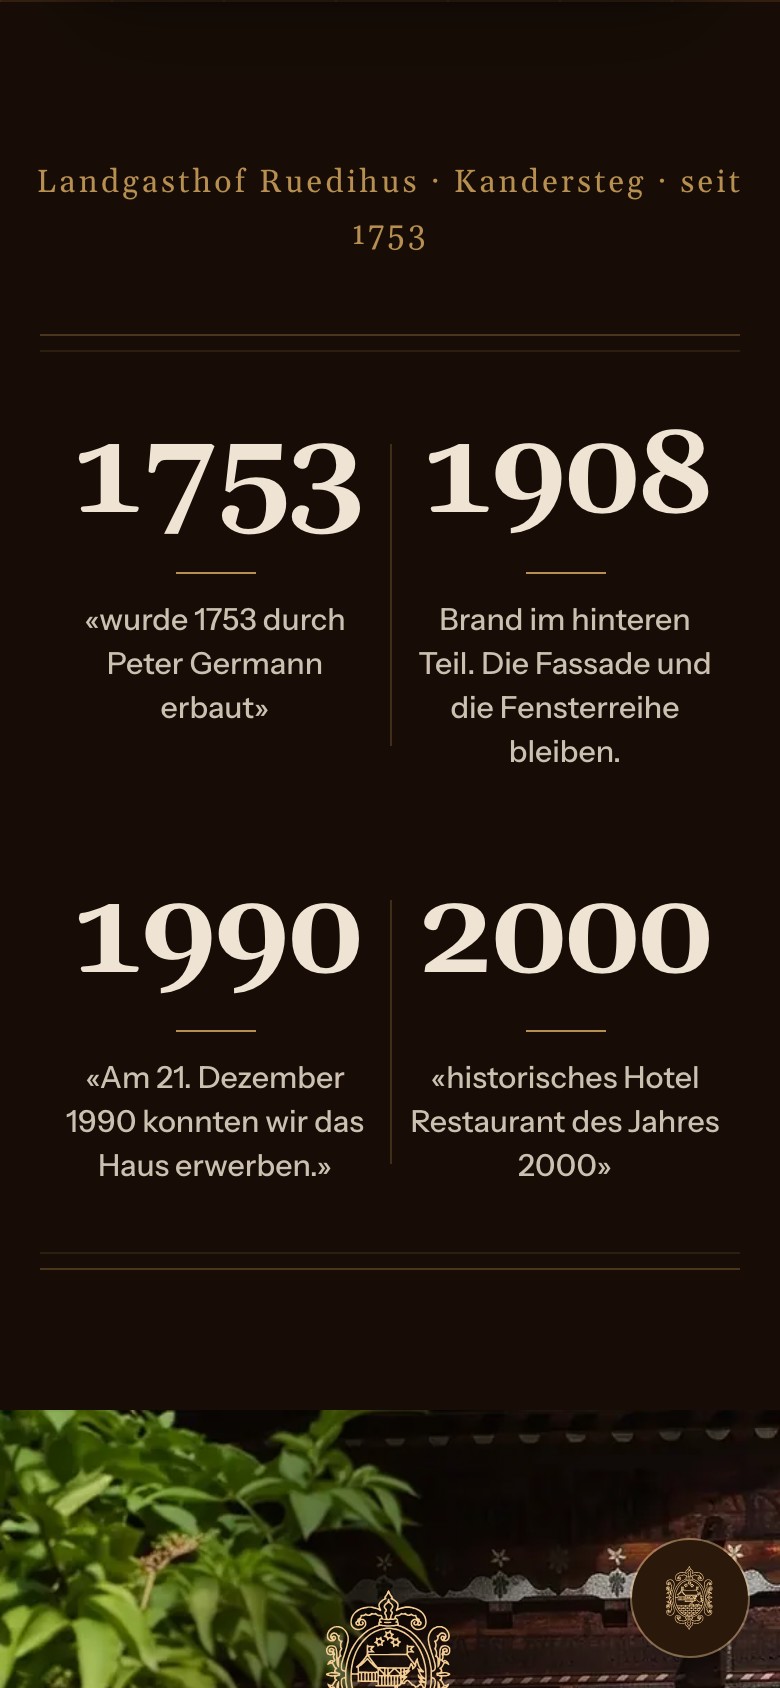 Landgasthof Ruedihus · Kandersteg · seit
1753
1753
«wurde 1753 durch
Peter Germann
erbaut»
1908
Brand im hinteren
Teil. Die Fassade und
die Fensterreihe
bleiben.
1990
«Am 21. Dezember
1990 konnten wir das
Haus erwerben.»
2000
«historisches Hotel
Restaurant des Jahres
2000»